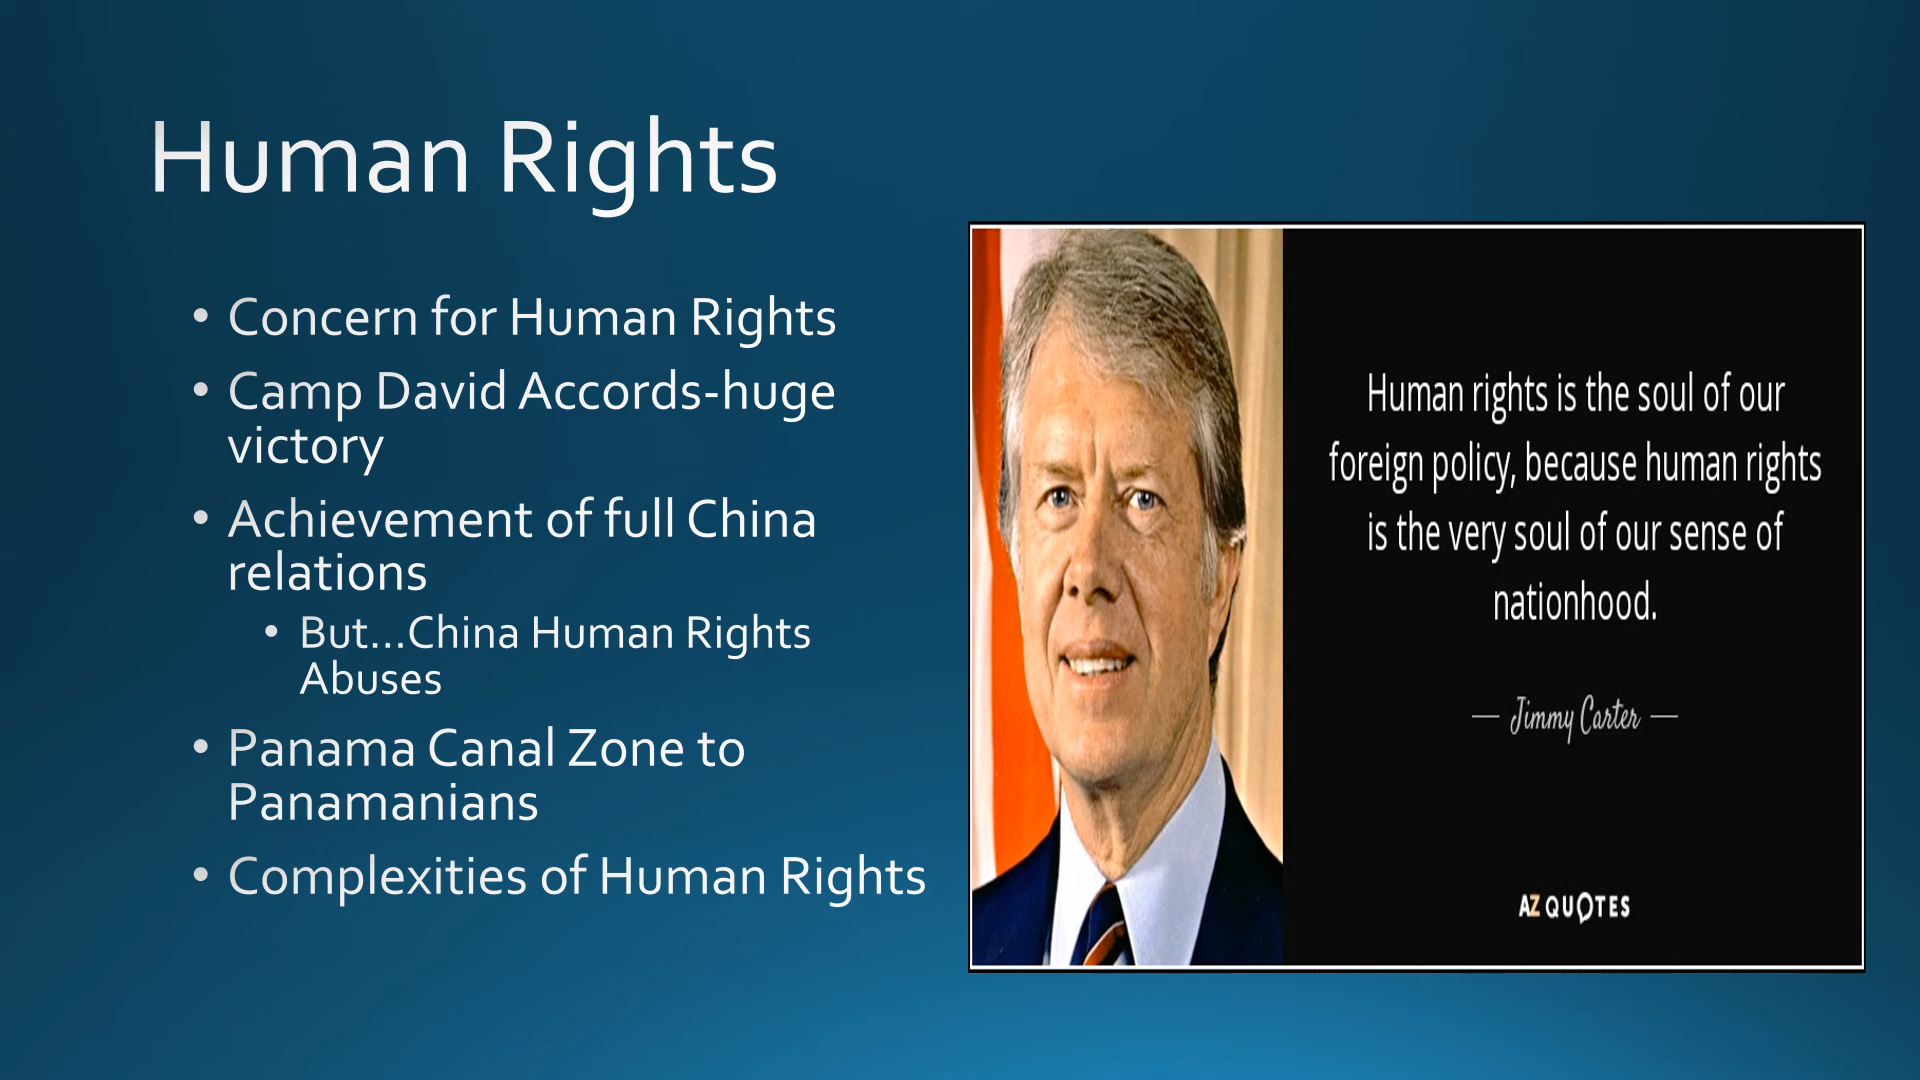 Human Rights
• Concern for Human Rights
• Camp David Accords-huge
victory
• Achievement of full China
relations
• But...China Human Rights
Abuses
• Panama Canal Zone to
Panamanians
• Complexities of Human Rights
Human rights is the soul of our
foreign policy, because human rights
is the very soul of our sense of
nationhood.
— Jimmy Carter —
AZ QUOTES